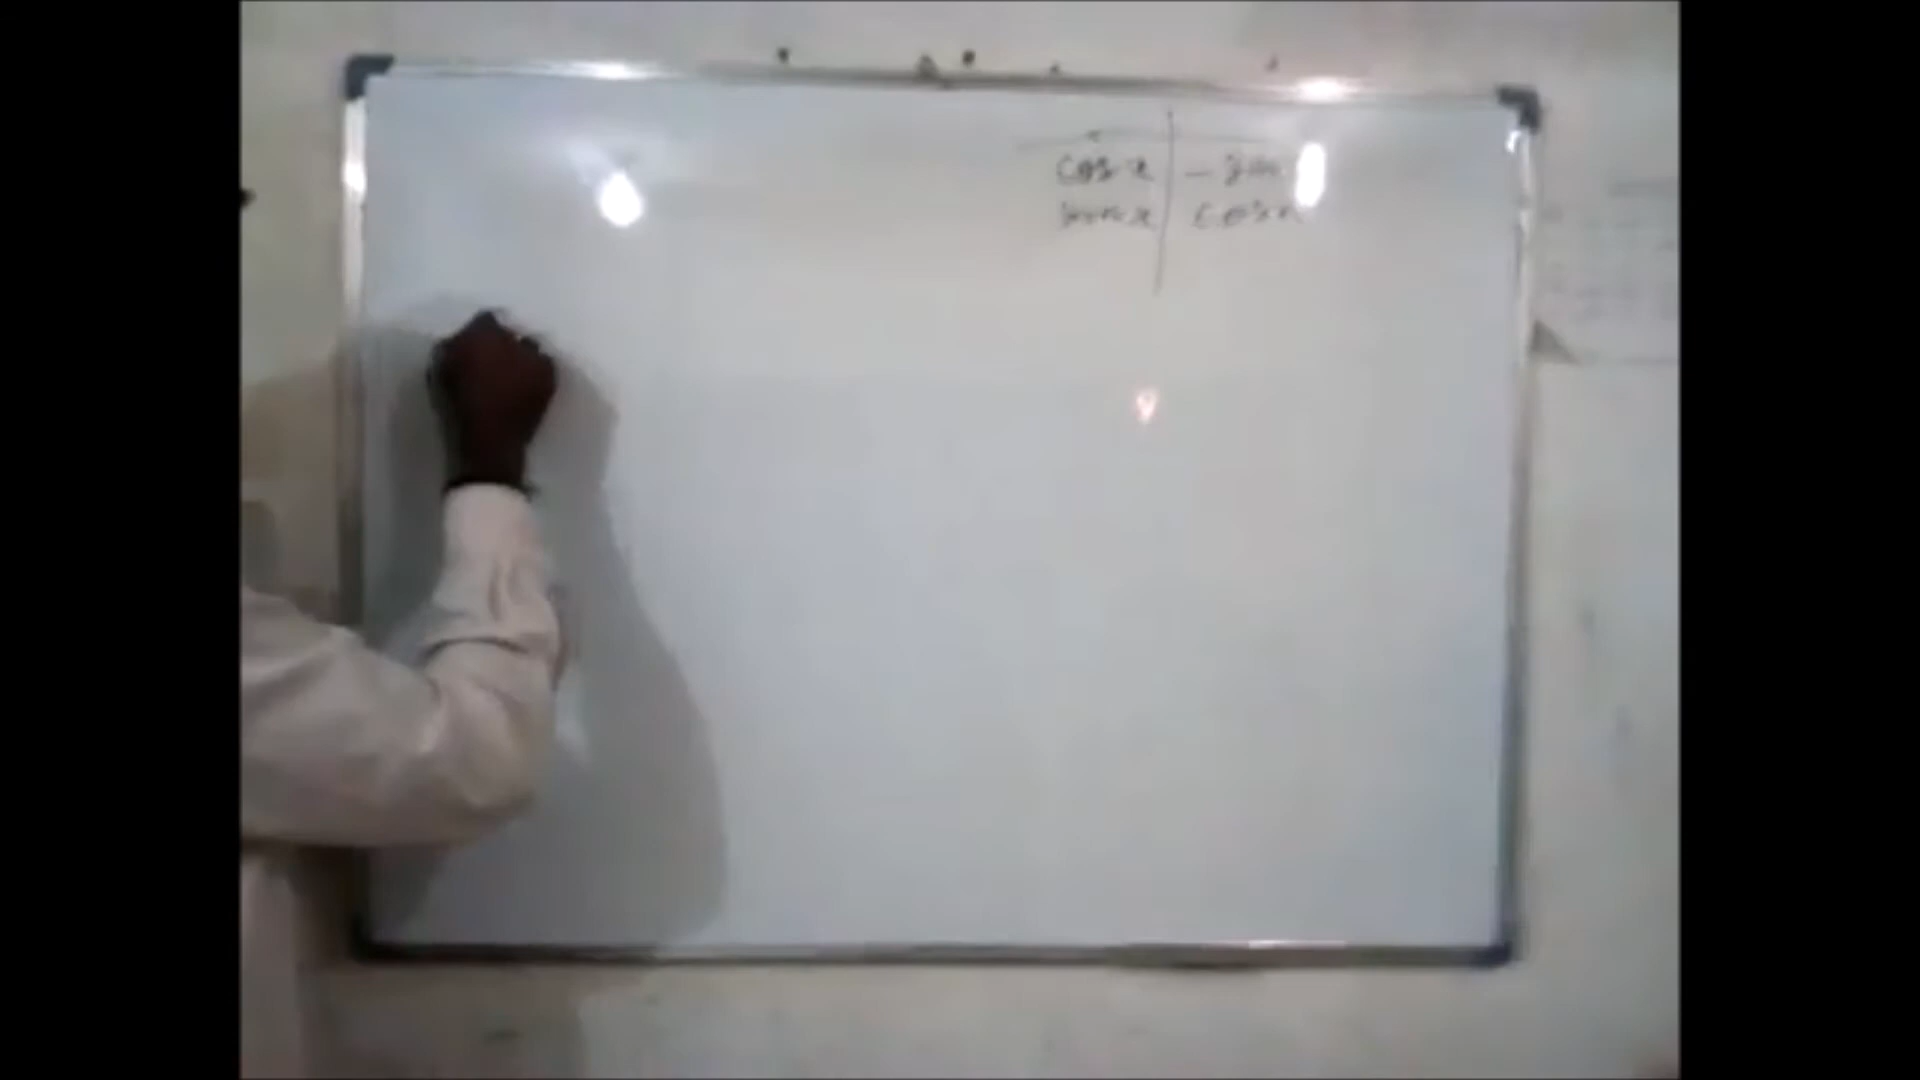 cos x | - sin
sin x | cos x